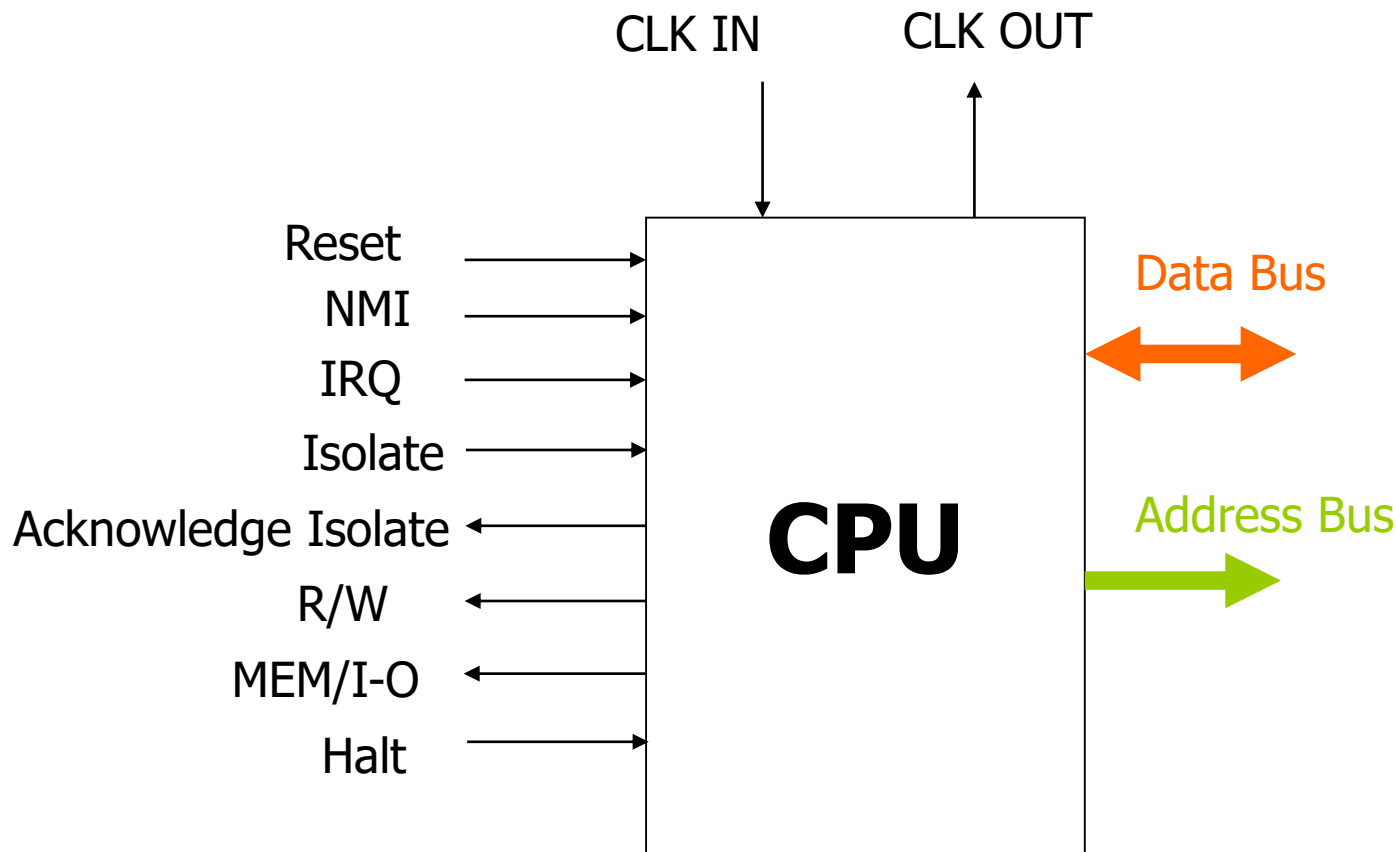 CLK IN
CLK OUT
Reset
NMI
IRQ
Isolate
Acknowledge Isolate
R/W
MEM/I-O
Halt
CPU
Data Bus
Address Bus